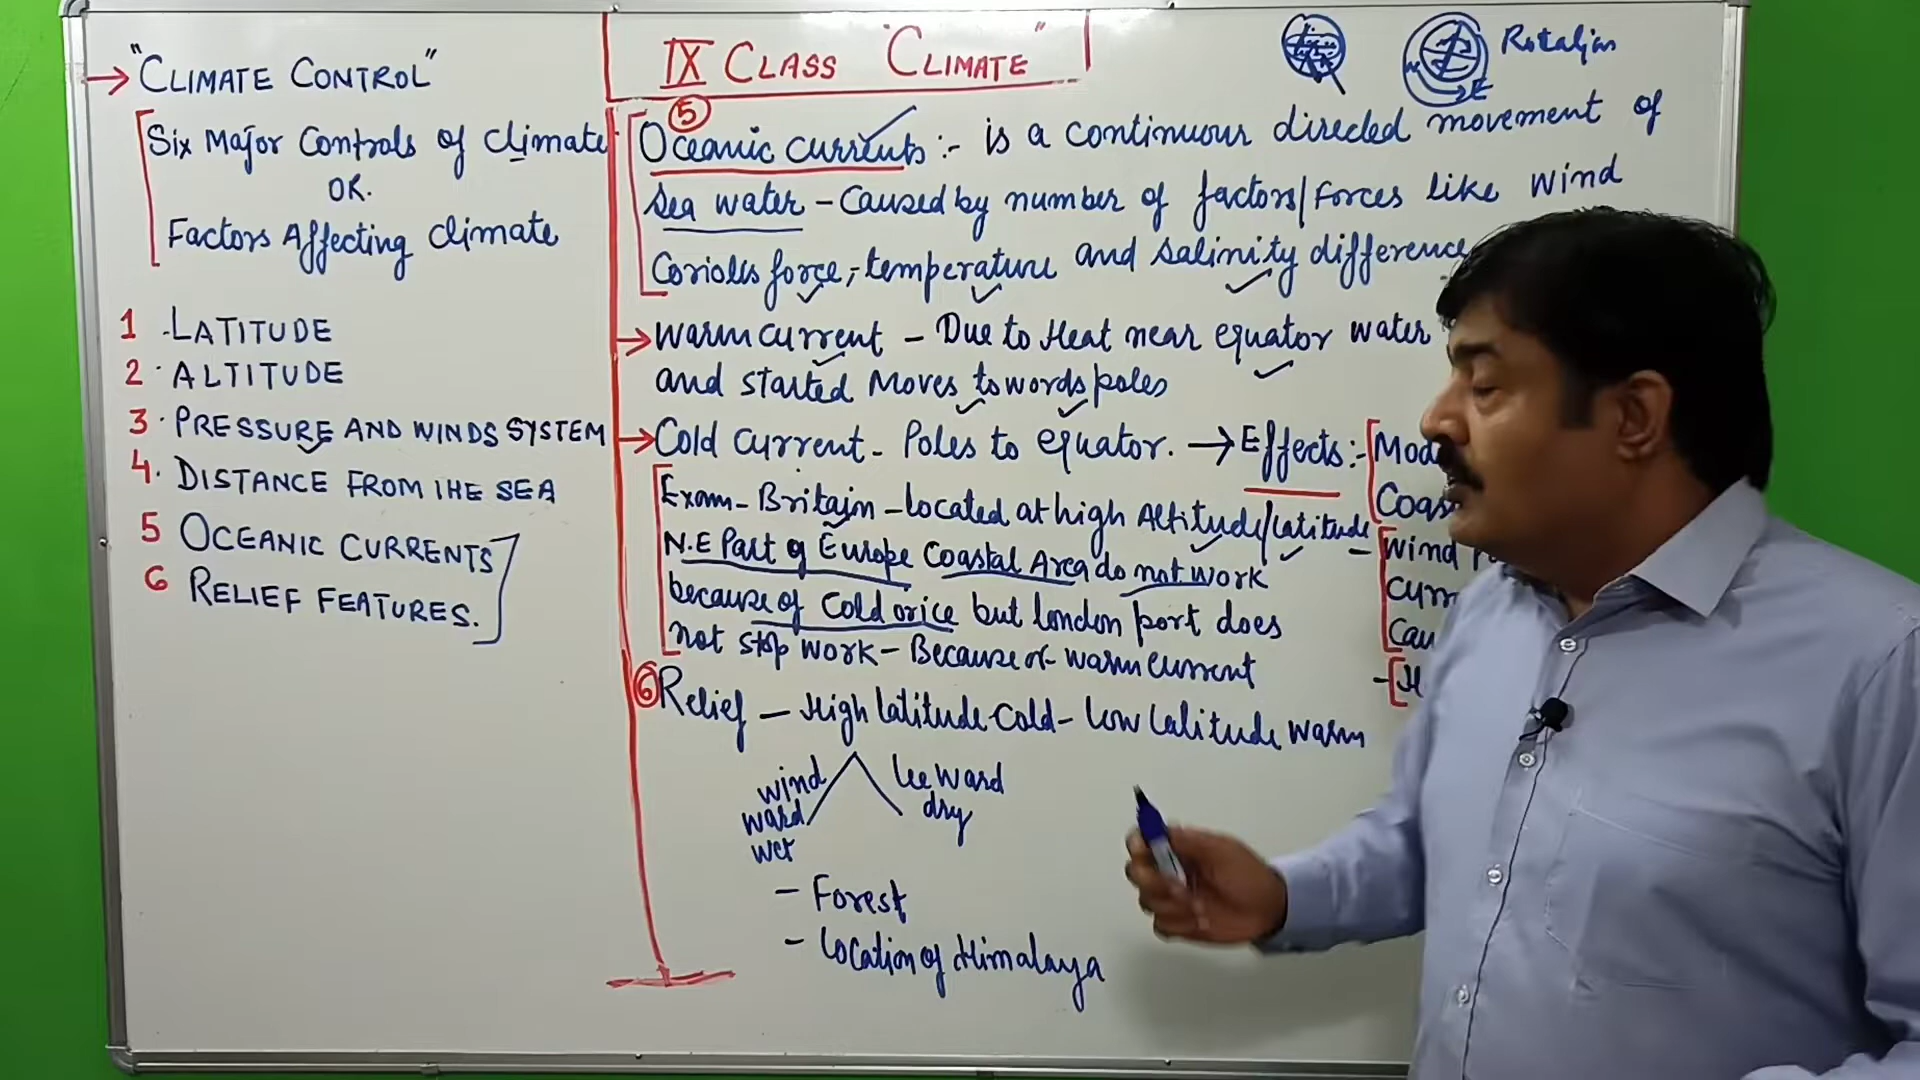 "CLIMATE CONTROL"
Six Major Controls of climate
OR.
Factors Affecting climate
1 . LATITUDE
2 . ALTITUDE
3 . PRESSURE AND WINDS SYSTEM
4. DISTANCE FROM THE SEA
5 OCEANIC CURRENTS
6 RELIEF FEATURES.
IX CLASS "CLIMATE"
Rotation
E
5
Oceanic currents :- is a continuous directed movement of
sea water - caused by number of factors/Forces like wind
Coriolis force, temperature and salinity difference
→ Warm current - Due to Heat near equator water
and started Moves towords poles
→ Cold current - Poles to equator. → Effects :-
Exam - Britain - located at high Altitude/latitude
N.E Part of Europe Coastal Area do not work
because of Cold or ice but london port does
not stop work - Because of warm current
- wind
6 Relief - High latitude cold - low latitude warm
wind
ward
wet
lee ward
dry
- Forest
- location of Himalaya